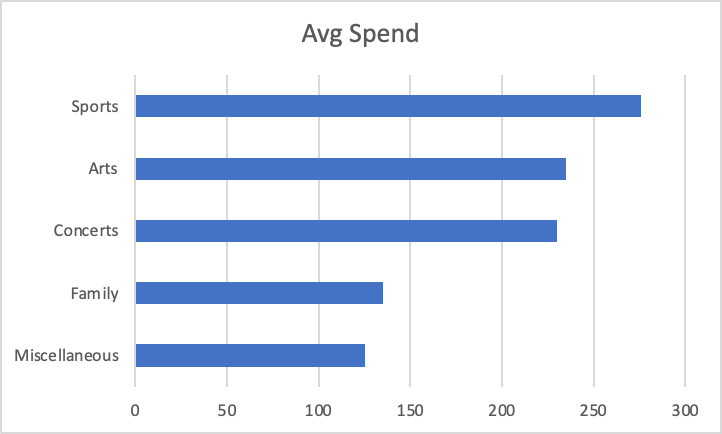 Avg Spend
Sports
Arts
Concerts
Family
Miscellaneous
0 50 100 150 200 250 300